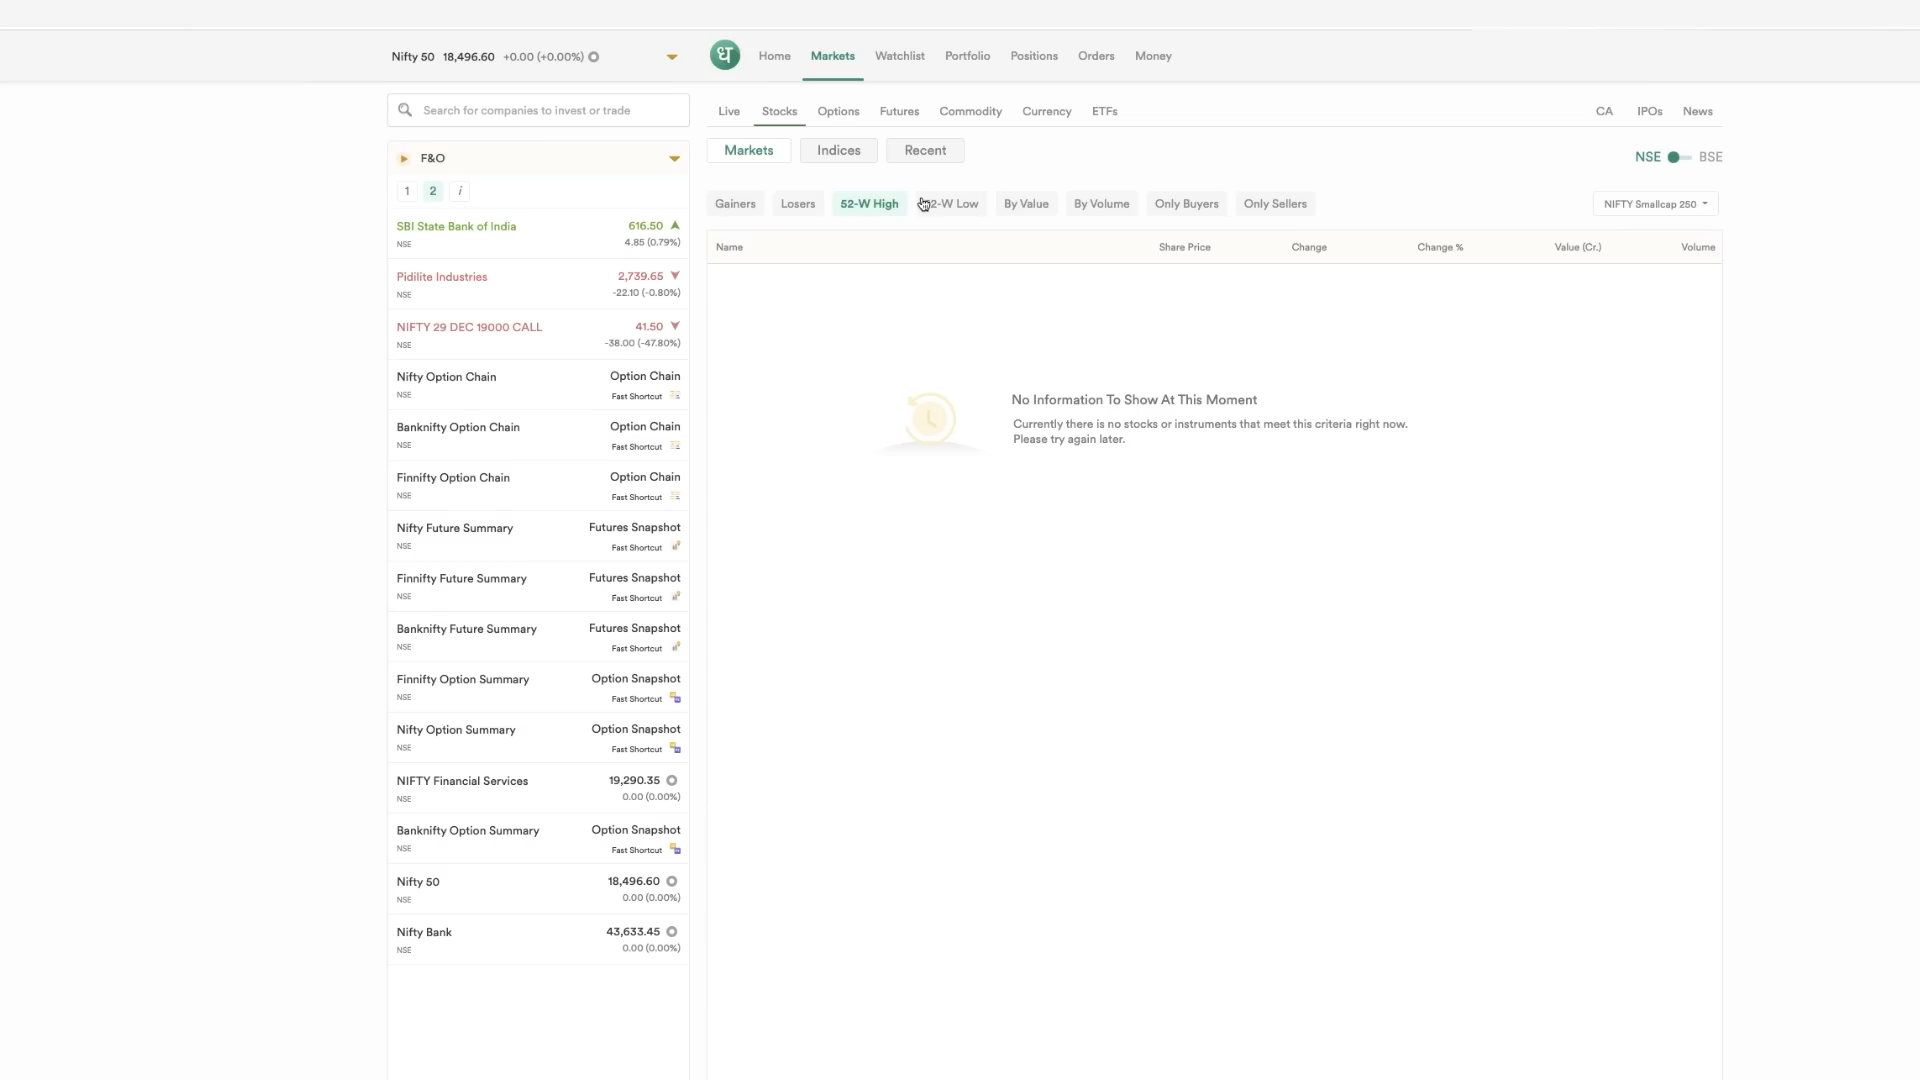 Nifty 50 18,496.60 +0.00 (+0.00%)
ध
Home Markets Watchlist Portfolio Positions Orders Money
Search for companies to invest or trade
Live Stocks Options Futures Commodity Currency ETFs CA IPOs News
Markets Indices Recent
NSE BSE
F&O
1 2 i
Gainers Losers 52-W High 2-W Low By Value By Volume Only Buyers Only Sellers NIFTY Smallcap 250
Name Share Price Change Change % Value (Cr.) Volume
No Information To Show At This Moment
Currently there is no stocks or instruments that meet this criteria right now.
Please try again later.
SBI State Bank of India 616.50
NSE 4.85 (0.79%)
Pidilite Industries 2,739.65
NSE -22.10 (-0.80%)
NIFTY 29 DEC 19000 CALL 41.50
NSE -38.00 (-47.80%)
Nifty Option Chain Option Chain
NSE Fast Shortcut
Banknifty Option Chain Option Chain
NSE Fast Shortcut
Finnifty Option Chain Option Chain
NSE Fast Shortcut
Nifty Future Summary Futures Snapshot
NSE Fast Shortcut
Finnifty Future Summary Futures Snapshot
NSE Fast Shortcut
Banknifty Future Summary Futures Snapshot
NSE Fast Shortcut
Finnifty Option Summary Option Snapshot
NSE Fast Shortcut
Nifty Option Summary Option Snapshot
NSE Fast Shortcut
NIFTY Financial Services 19,290.35
NSE 0.00 (0.00%)
Banknifty Option Summary Option Snapshot
NSE Fast Shortcut
Nifty 50 18,496.60
NSE 0.00 (0.00%)
Nifty Bank 43,633.45
NSE 0.00 (0.00%)